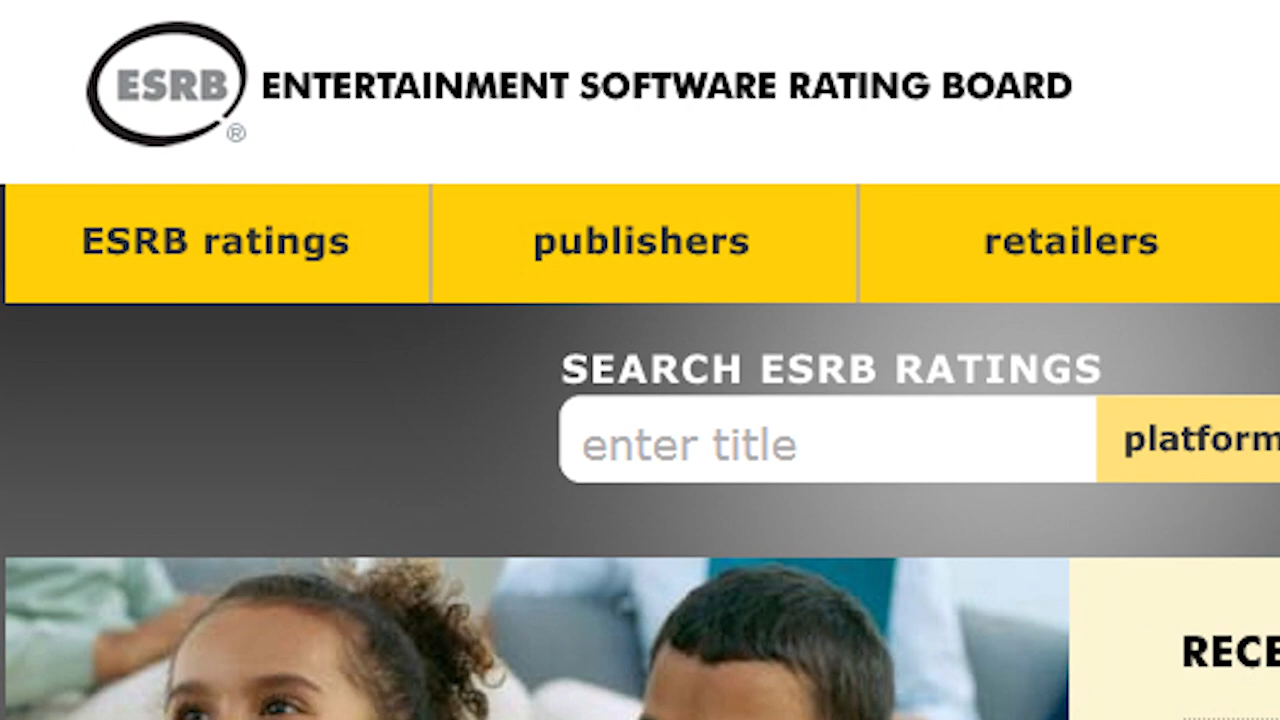 ESRB ® ENTERTAINMENT SOFTWARE RATING BOARD
ESRB ratings publishers retailers
SEARCH ESRB RATINGS
enter title platform
RECE